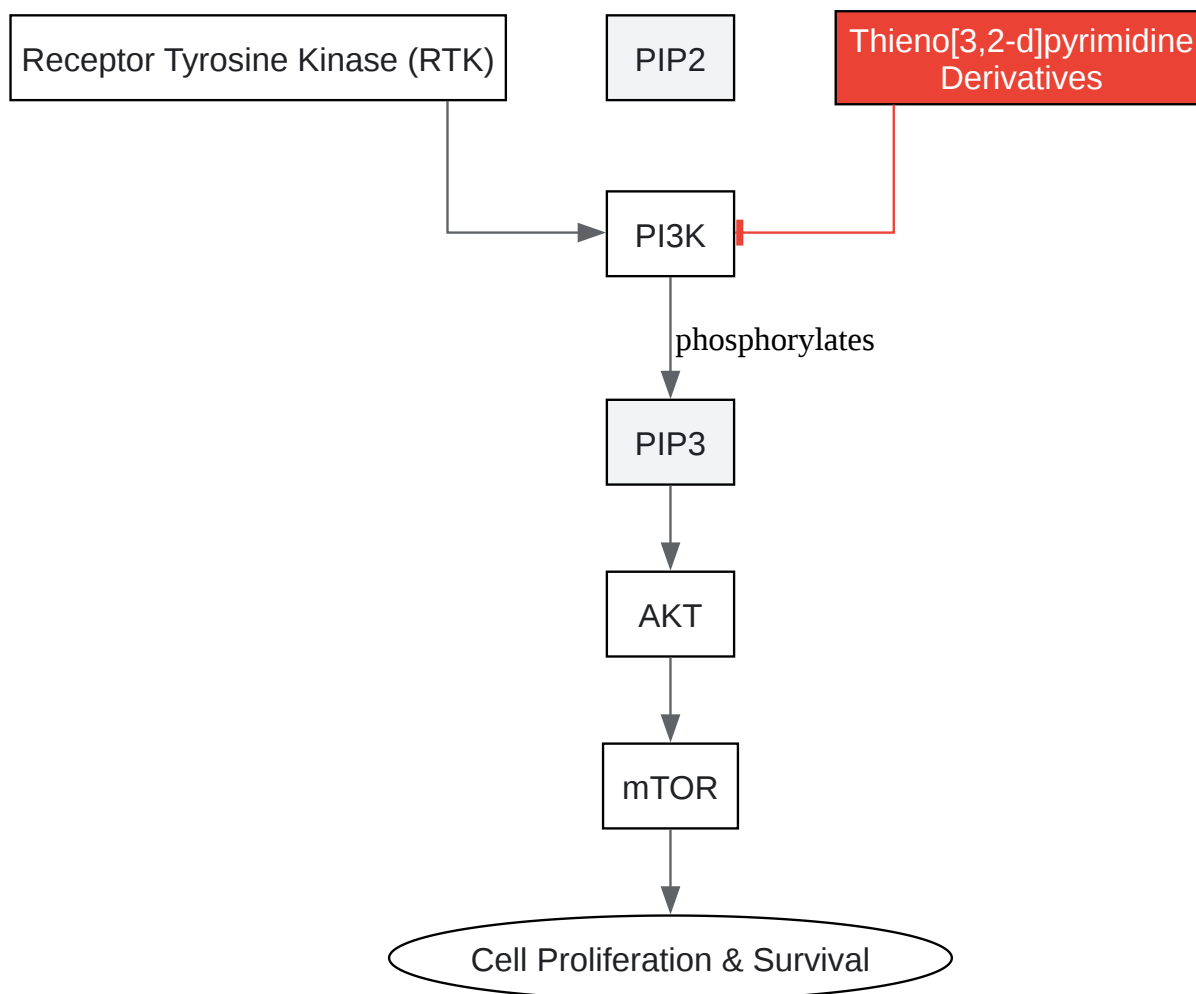 Receptor Tyrosine Kinase (RTK)
PIP2
Thieno[3,2-d]pyrimidine
Derivatives
PI3K
phosphorylates
PIP3
AKT
mTOR
Cell Proliferation & Survival